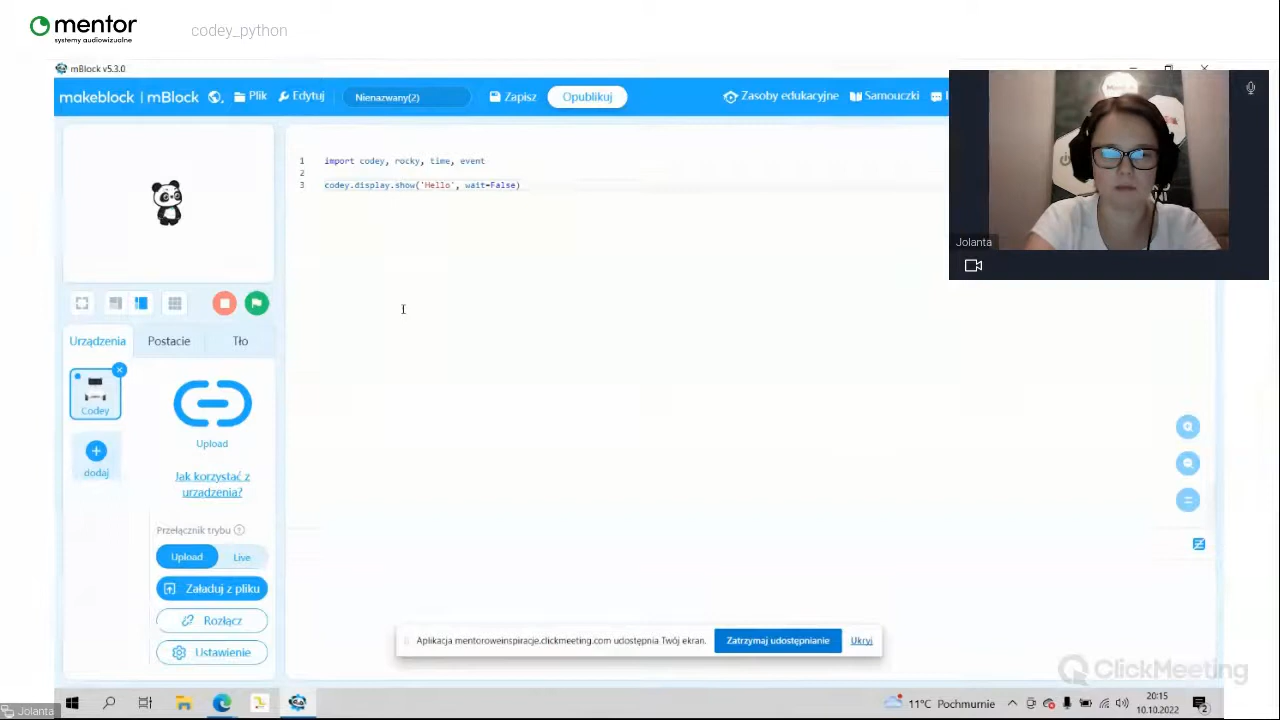 mentor
systemy audiowizualne
codey_python
mBlock v5.3.0
makeblock | mBlock
Plik
Edytuj
Nienazwany(2)
Zapisz
Opublikuj
Zasoby edukacyjne
Samouczki
1 import codey, rocky, time, event
2
3 codey.display.show('Hello', wait=False)
Jolanta
Urządzenia
Postacie
Tło
Codey
dodaj
Upload
Jak korzystać z
urządzenia?
Przełącznik trybu
Upload
Live
Załaduj z pliku
Rozłącz
Ustawienie
Aplikacja mentoroweinspiracje.clickmeeting.com udostępnia Twój ekran.
Zatrzymaj udostępnianie
Ukryj
ClickMeeting
Jolanta
11°C Pochmurnie
20:15
10.10.2022
2